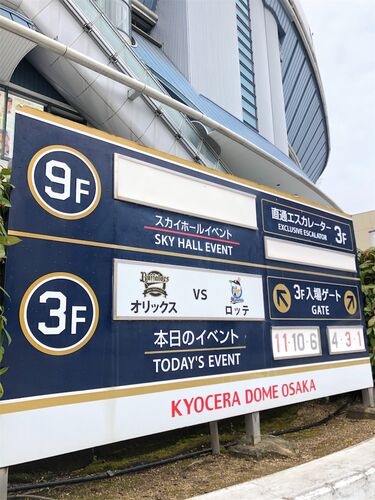 9F
スカイホールイベント
SKY HALL EVENT
直通エスカレーター 3F
EXCLUSIVE ESCALATOR
3F
Buffaloes
オリックス VS ロッテ
本日のイベント
TODAY'S EVENT
3F入場ゲート
GATE
11・10・6 4・3・1
KYOCERA DOME OSAKA